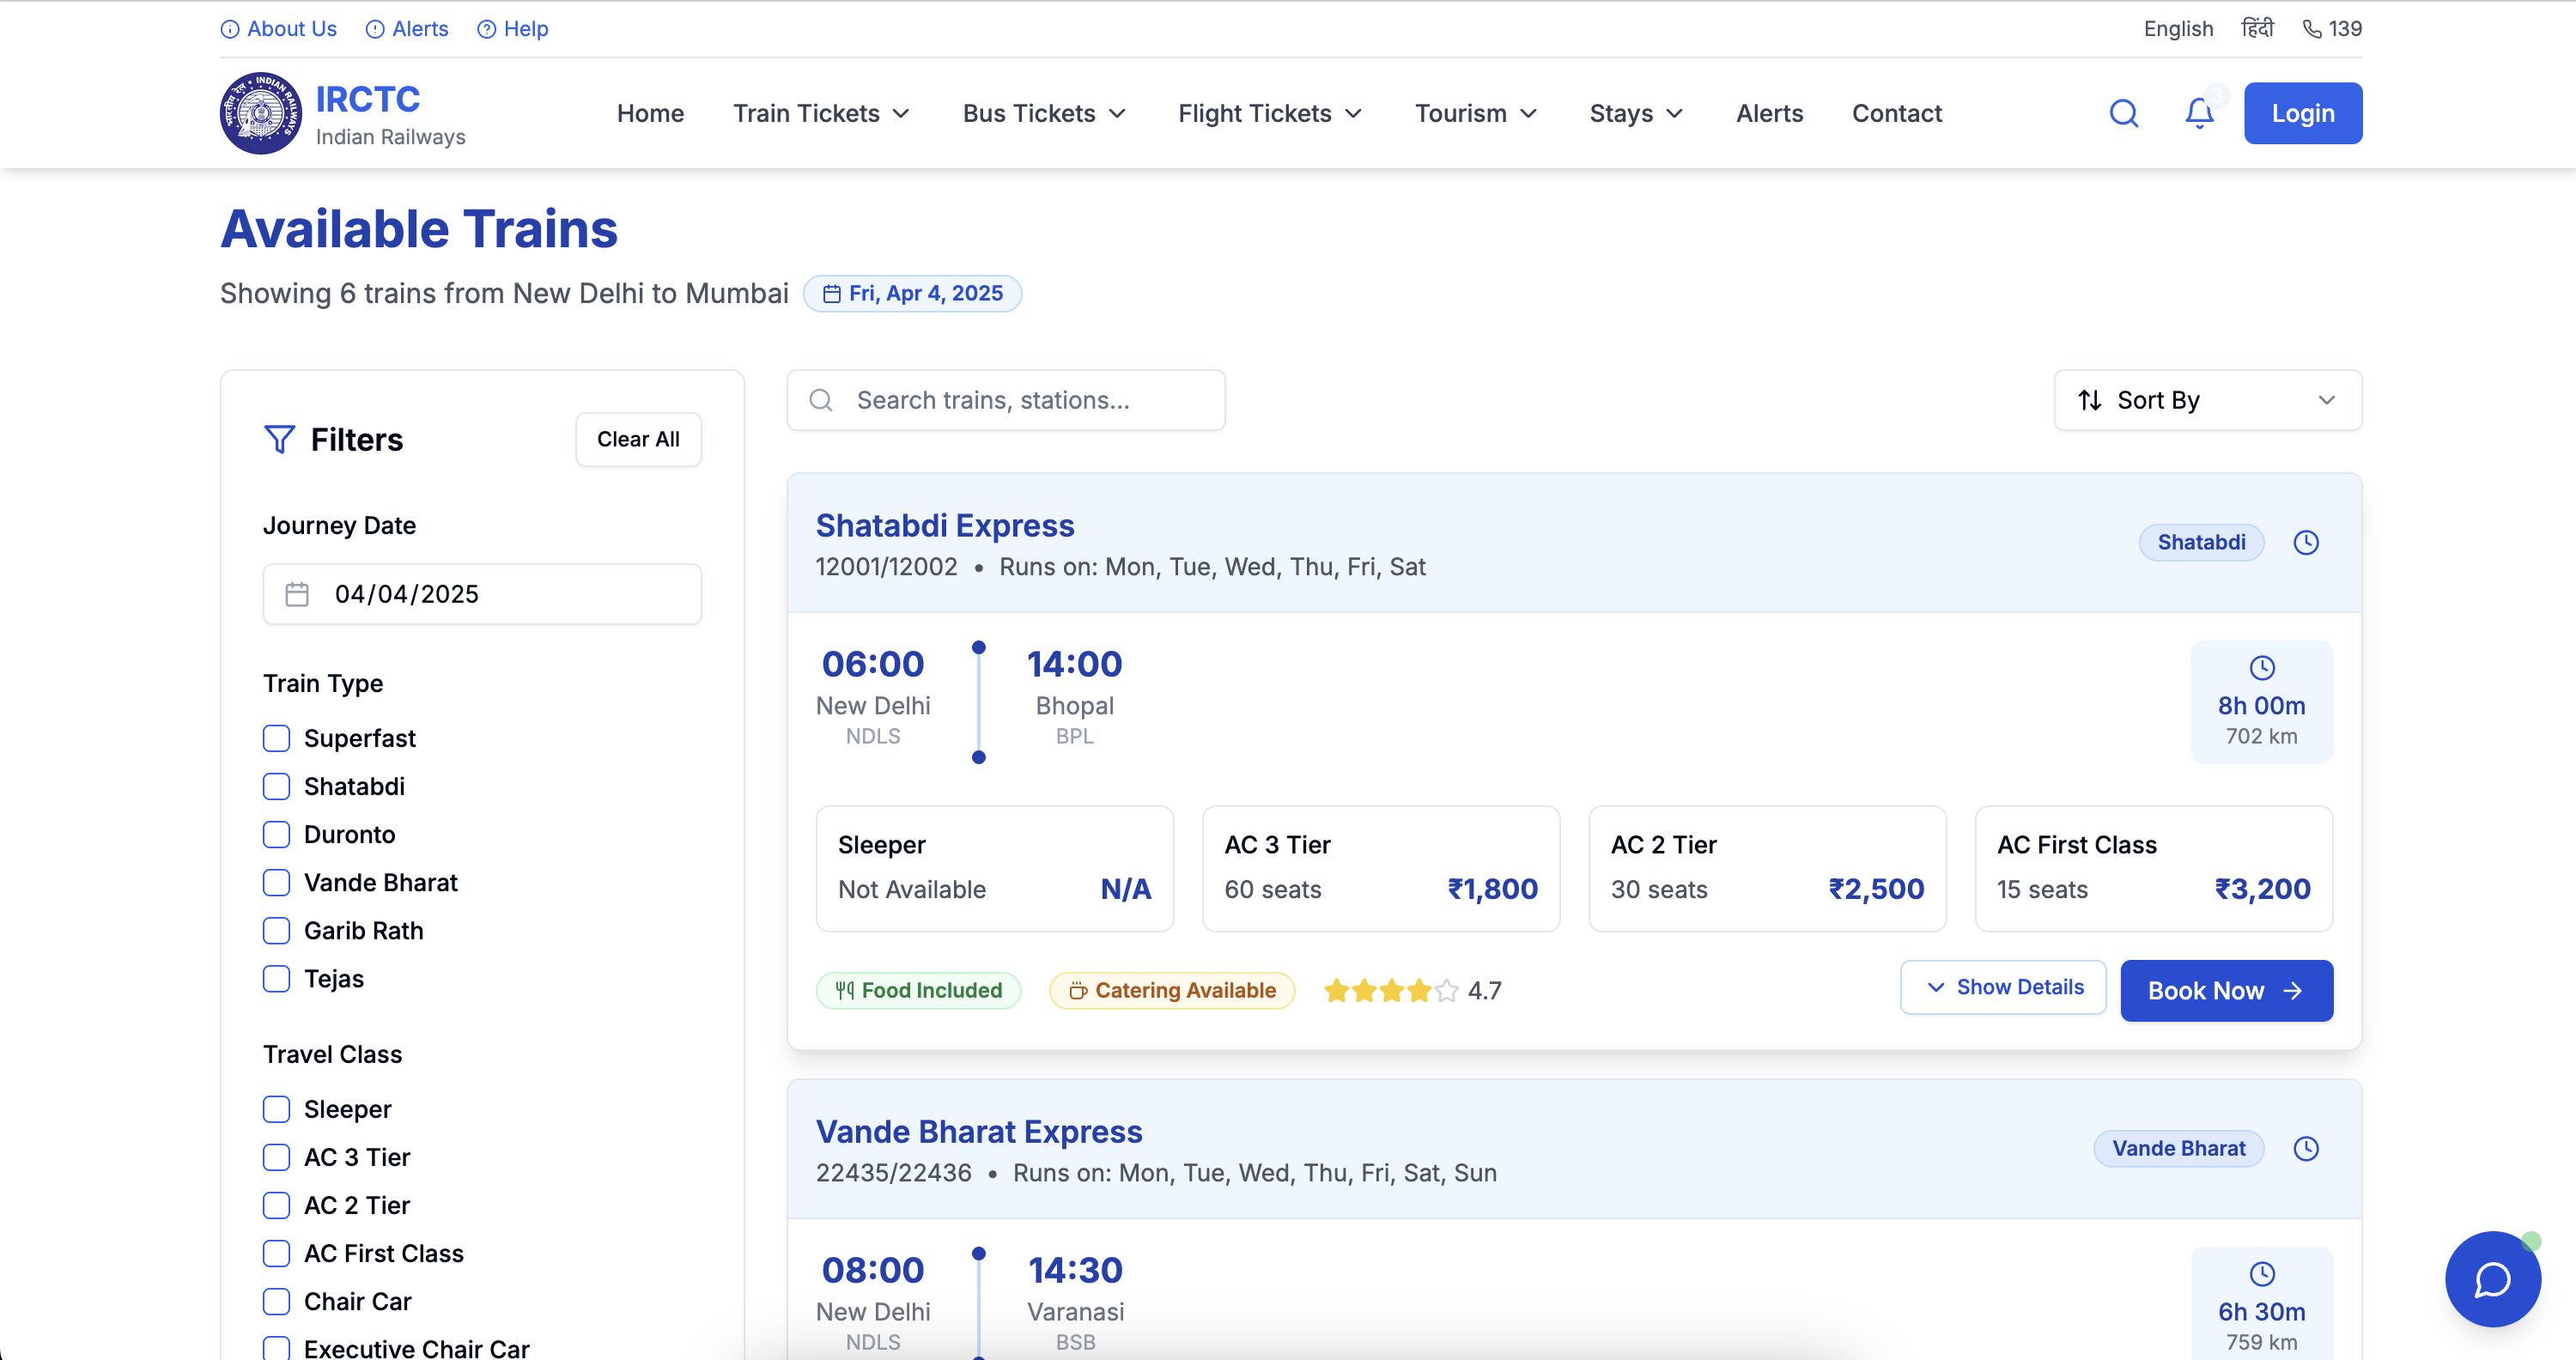 About Us Alerts Help
English हिंदी 139
IRCTC
Indian Railways
Home Train Tickets Bus Tickets Flight Tickets Tourism Stays Alerts Contact
3
Login
Available Trains
Showing 6 trains from New Delhi to Mumbai Fri, Apr 4, 2025
Filters
Clear All
Journey Date
04/04/2025
Train Type
Superfast
Shatabdi
Duronto
Vande Bharat
Garib Rath
Tejas
Travel Class
Sleeper
AC 3 Tier
AC 2 Tier
AC First Class
Chair Car
Executive Chair Car
Search trains, stations...
Sort By
Shatabdi Express
12001/12002 • Runs on: Mon, Tue, Wed, Thu, Fri, Sat
Shatabdi
06:00 14:00
New Delhi Bhopal
NDLS BPL
8h 00m
702 km
Sleeper
Not Available N/A
AC 3 Tier
60 seats ₹1,800
AC 2 Tier
30 seats ₹2,500
AC First Class
15 seats ₹3,200
Food Included Catering Available 4.7
Show Details
Book Now
Vande Bharat Express
22435/22436 • Runs on: Mon, Tue, Wed, Thu, Fri, Sat, Sun
Vande Bharat
08:00 14:30
New Delhi Varanasi
NDLS BSB
6h 30m
759 km